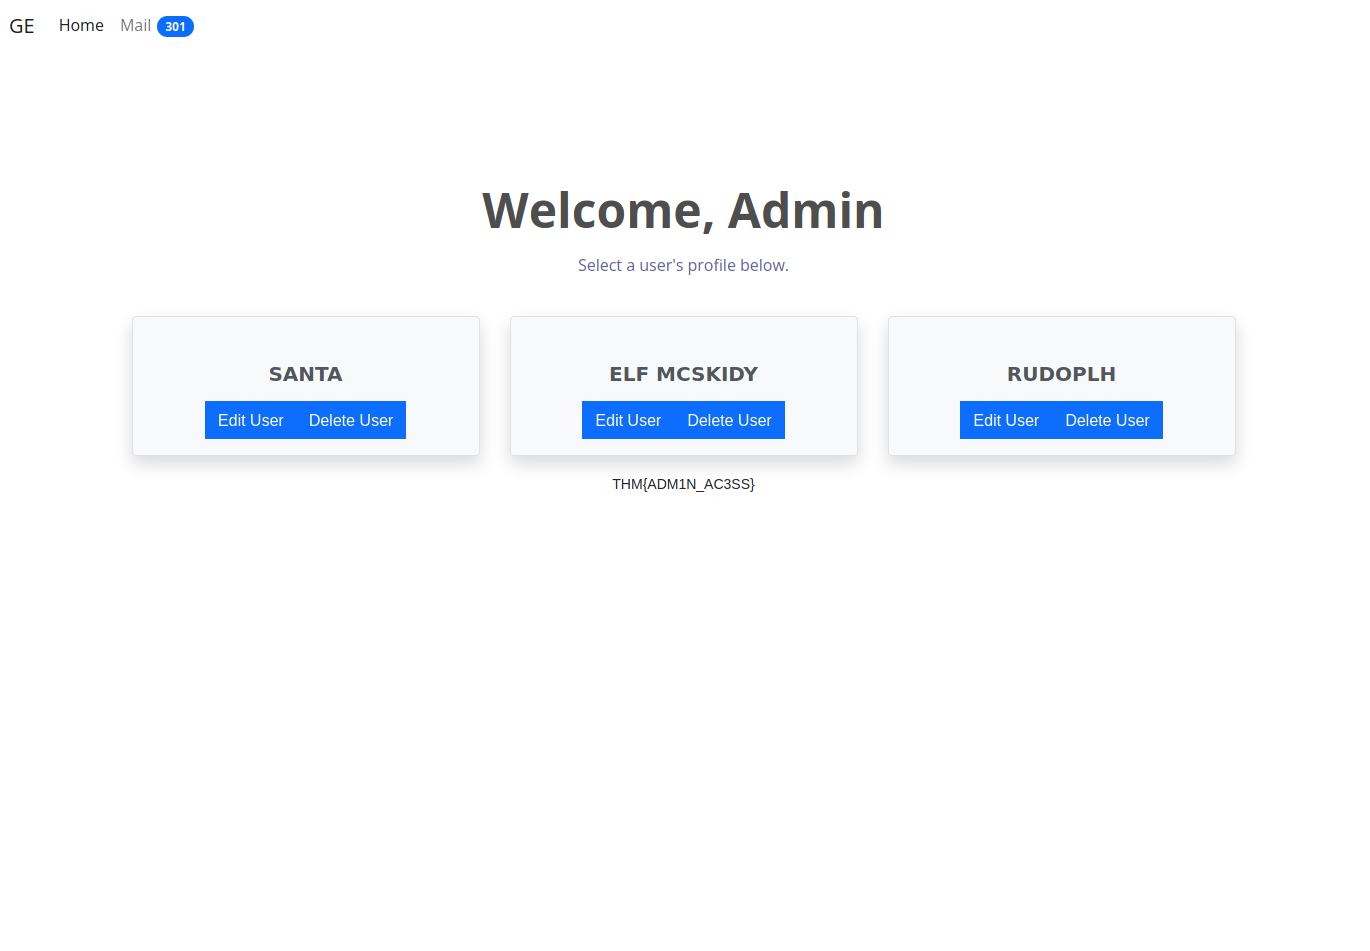 GE Home Mail 301
Welcome, Admin
Select a user's profile below.
SANTA ELF MCSKIDY RUDOPLH
Edit User Delete User Edit User Delete User Edit User Delete User
THM{ADM1N_AC3SS}